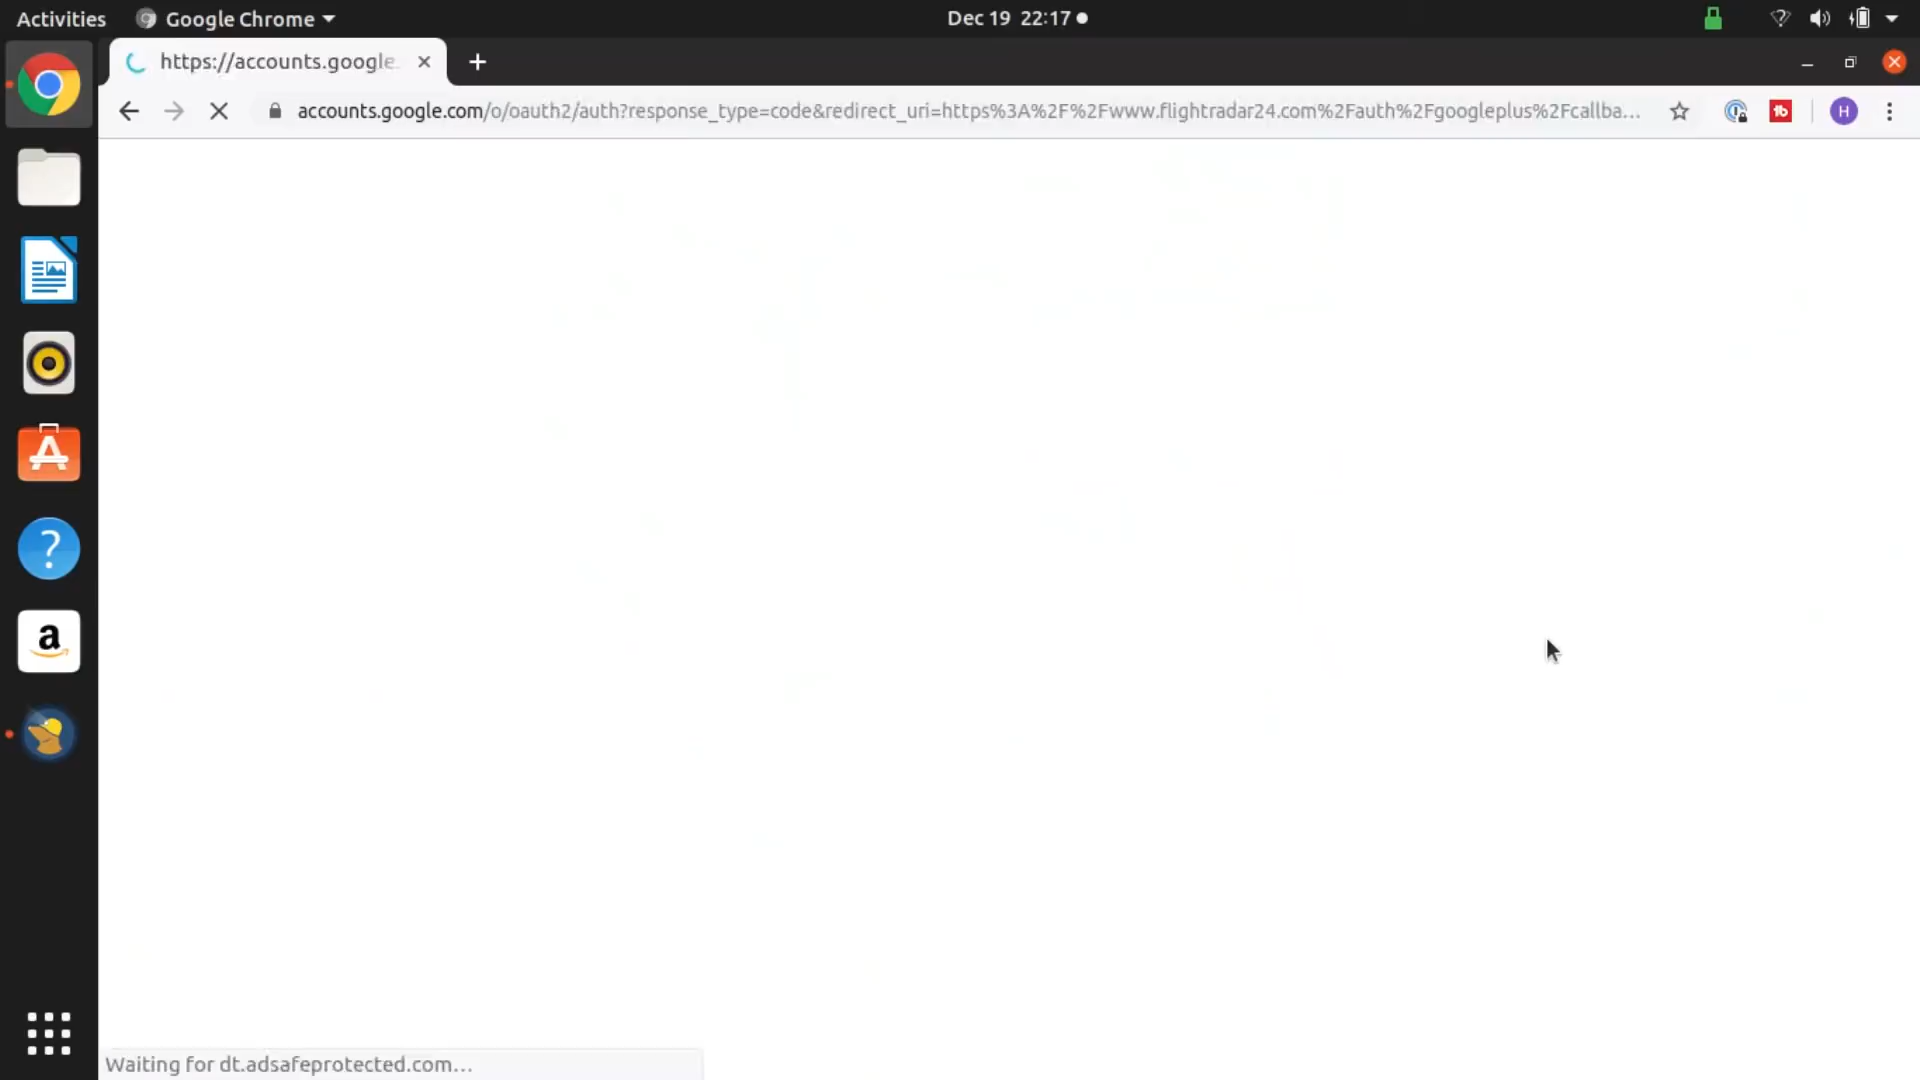 Activities
Google Chrome
Dec 19 22:17
https://accounts.google.
accounts.google.com/o/oauth2/auth?response_type=code&redirect_uri=https%3A%2F%2Fwww.flightradar24.com%2Fauth%2Fgoogleplus%2Fcallba...
tb
H
?
a
Waiting for dt.adsafeprotected.com...